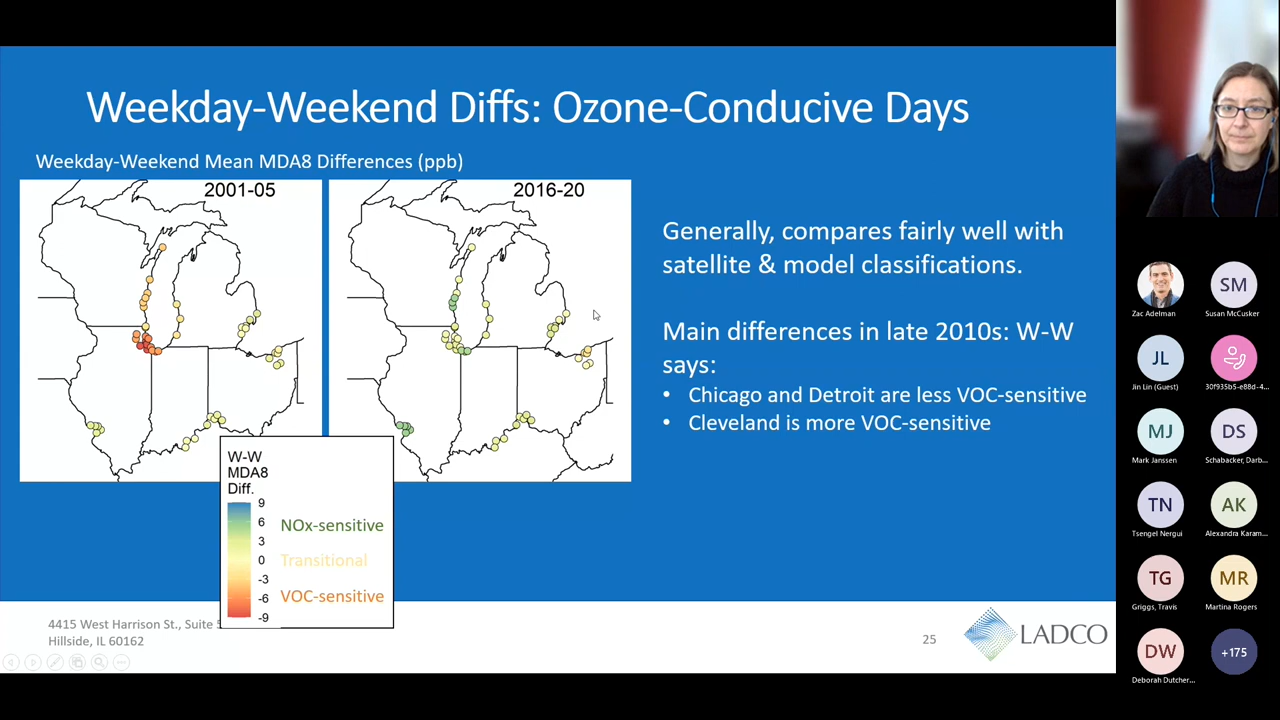 Weekday-Weekend Diffs: Ozone-Conducive Days
Weekday-Weekend Mean MDA8 Differences (ppb)
2001-05
2016-20
Generally, compares fairly well with
satellite & model classifications.
Main differences in late 2010s: W-W
says:
• Chicago and Detroit are less VOC-sensitive
• Cleveland is more VOC-sensitive
W-W
MDA8
Diff.
9
6
3
0
-3
-6
-9
NOx-sensitive
Transitional
VOC-sensitive
4415 West Harrison St., Suite
Hillside, IL 60162
25
LADCO
Zac Adelman
SM
Susan McCusker
JL
Jin Lin (Guest)
30f935b5-e88d-4...
MJ
Mark Janssen
DS
Schabacker, Darb...
TN
Tsengel Nergui
AK
Alexandra Karam...
TG
Griggs, Travis
MR
Martina Rogers
DW
Deborah Dutcher...
+175